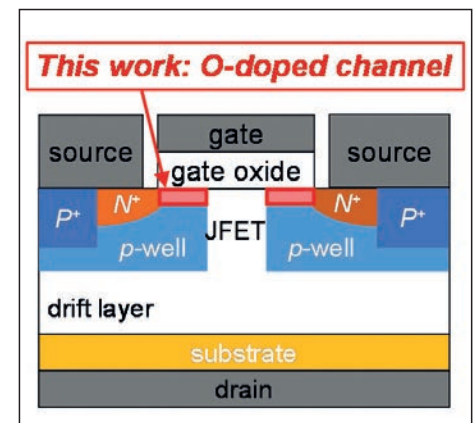 This work: O-doped channel
gate
source
source
gate oxide
P⁺
N⁺
N⁺
P⁺
p-well
JFET
p-well
drift layer
substrate
drain